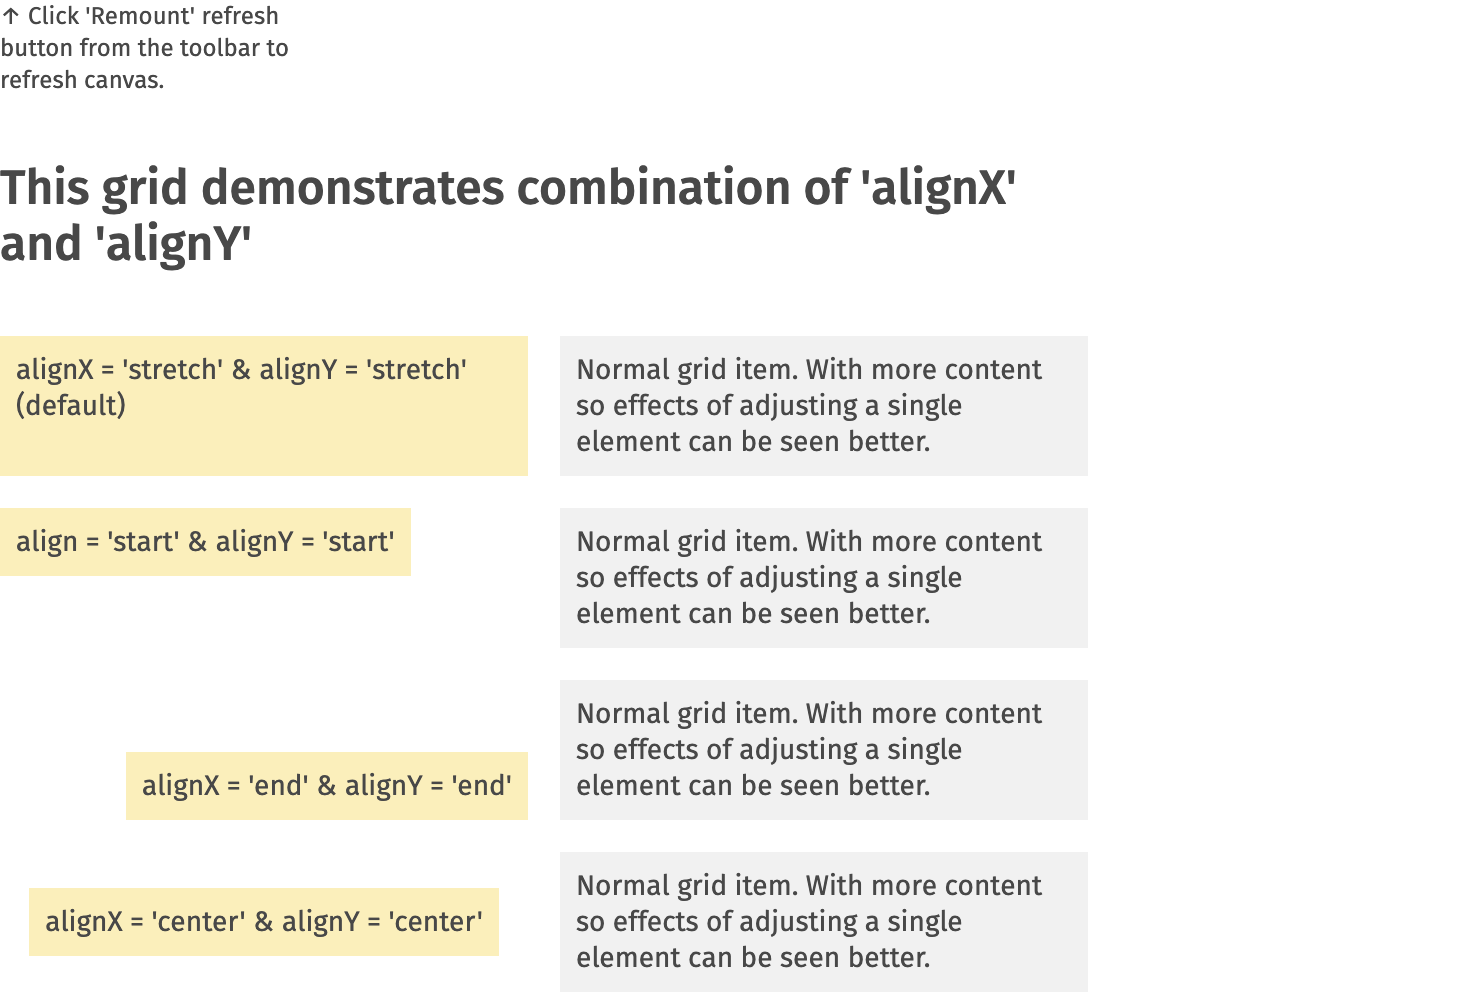 ↑ Click 'Remount' refresh
button from the toolbar to
refresh canvas.
This grid demonstrates combination of 'alignX'
and 'alignY'
alignX = 'stretch' & alignY = 'stretch'
(default)
Normal grid item. With more content
so effects of adjusting a single
element can be seen better.
align = 'start' & alignY = 'start'
Normal grid item. With more content
so effects of adjusting a single
element can be seen better.
alignX = 'end' & alignY = 'end'
Normal grid item. With more content
so effects of adjusting a single
element can be seen better.
alignX = 'center' & alignY = 'center'
Normal grid item. With more content
so effects of adjusting a single
element can be seen better.